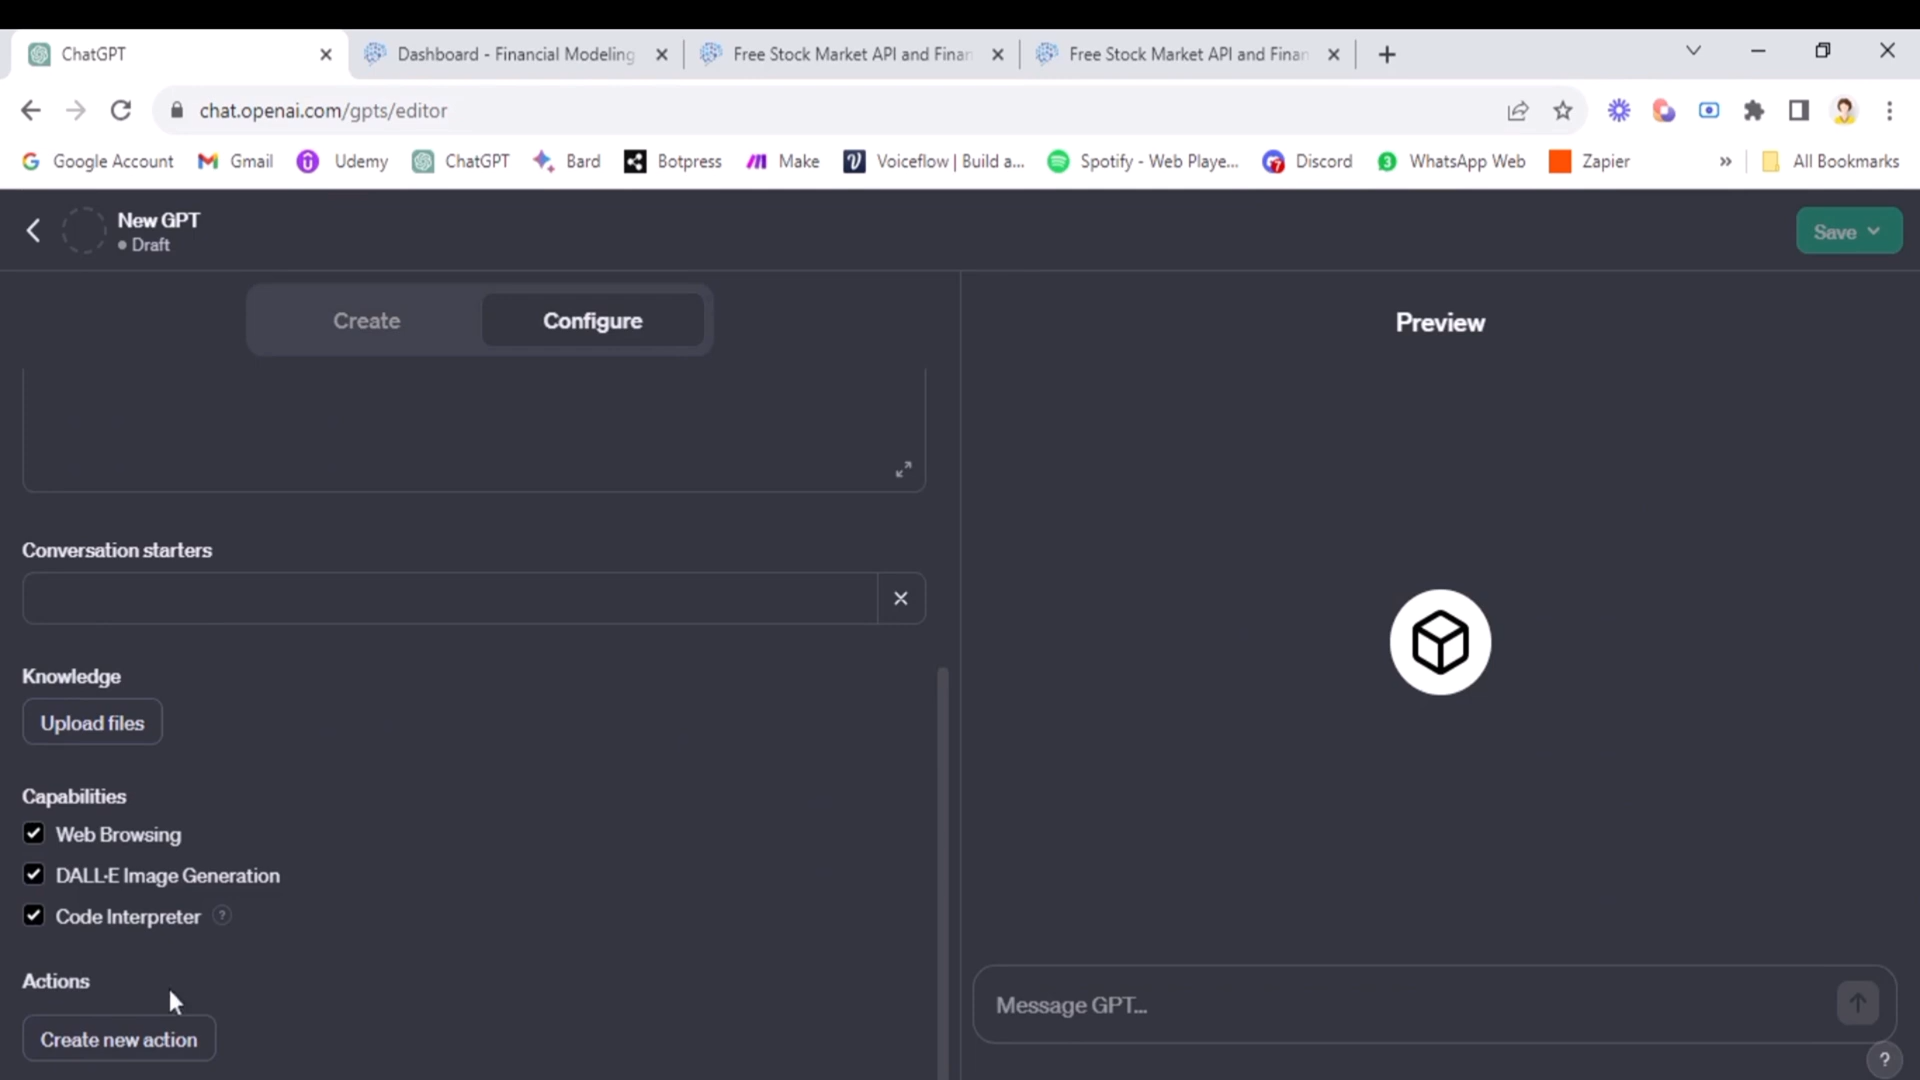 ChatGPT
Dashboard - Financial Modeling
Free Stock Market API and Finan
Free Stock Market API and Finan
chat.openai.com/gpts/editor
Google Account
Gmail
Udemy
ChatGPT
Bard
Botpress
Make
Voiceflow | Build a...
Spotify - Web Playe...
Discord
WhatsApp Web
Zapier
»
All Bookmarks
New GPT
Draft
Save
Create
Configure
Preview
Conversation starters
Knowledge
Upload files
Capabilities
Web Browsing
DALL·E Image Generation
Code Interpreter ?
Actions
Create new action
Message GPT...
?